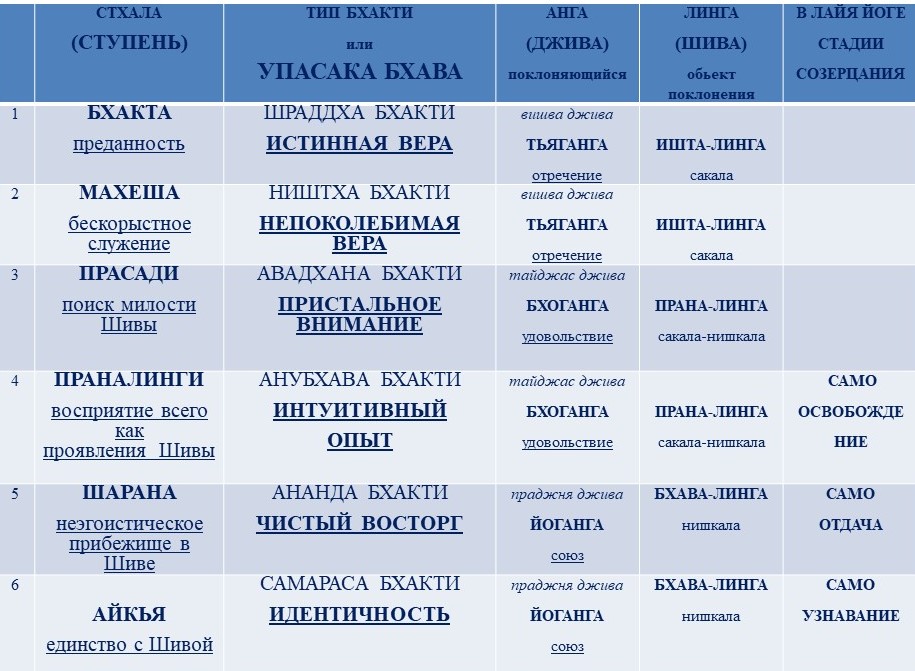 СТХАЛА
(СТУПЕНЬ)
ТИП БХАКТИ
или
УПАСАКА БХАВА
АНГА
(ДЖИВА)
поклоняющийся
ЛИНГА
(ШИВА)
обьект
поклонения
В ЛАЙЯ ЙОГЕ
СТАДИИ
СОЗЕРЦАНИЯ
1
БХАКТА
преданность
ШРАДДХА БХАКТИ
ИСТИННАЯ ВЕРА
вишва джива
ТЬЯГАНГА
отречение
ИШТА-ЛИНГА
сакала
2
МАХЕША
бескорыстное
служение
НИШТХА БХАКТИ
НЕПОКОЛЕБИМАЯ
ВЕРА
вишва джива
ТЬЯГАНГА
отречение
ИШТА-ЛИНГА
сакала
3
ПРАСАДИ
поиск милости
Шивы
АВАДХАНА БХАКТИ
ПРИСТАЛЬНОЕ
ВНИМАНИЕ
тайджас джива
БХОГАНГА
удовольствие
ПРАНА-ЛИНГА
сакала-нишкала
4
ПРАНАЛИНГИ
восприятие всего
как
проявления Шивы
АНУБХАВА БХАКТИ
ИНТУИТИВНЫЙ
ОПЫТ
тайджас джива
БХОГАНГА
удовольствие
ПРАНА-ЛИНГА
сакала-нишкала
САМО
ОСВОБОЖДЕ
НИЕ
5
ШАРАНА
неэгоистическое
прибежище в
Шиве
АНАНДА БХАКТИ
ЧИСТЫЙ ВОСТОРГ
праджня джива
ЙОГАНГА
союз
БХАВА-ЛИНГА
нишкала
САМО
ОТДАЧА
6
АЙКЬЯ
единство с Шивой
САМАРАСА БХАКТИ
ИДЕНТИЧНОСТЬ
праджня джива
ЙОГАНГА
союз
БХАВА-ЛИНГА
нишкала
САМО
УЗНАВАНИЕ